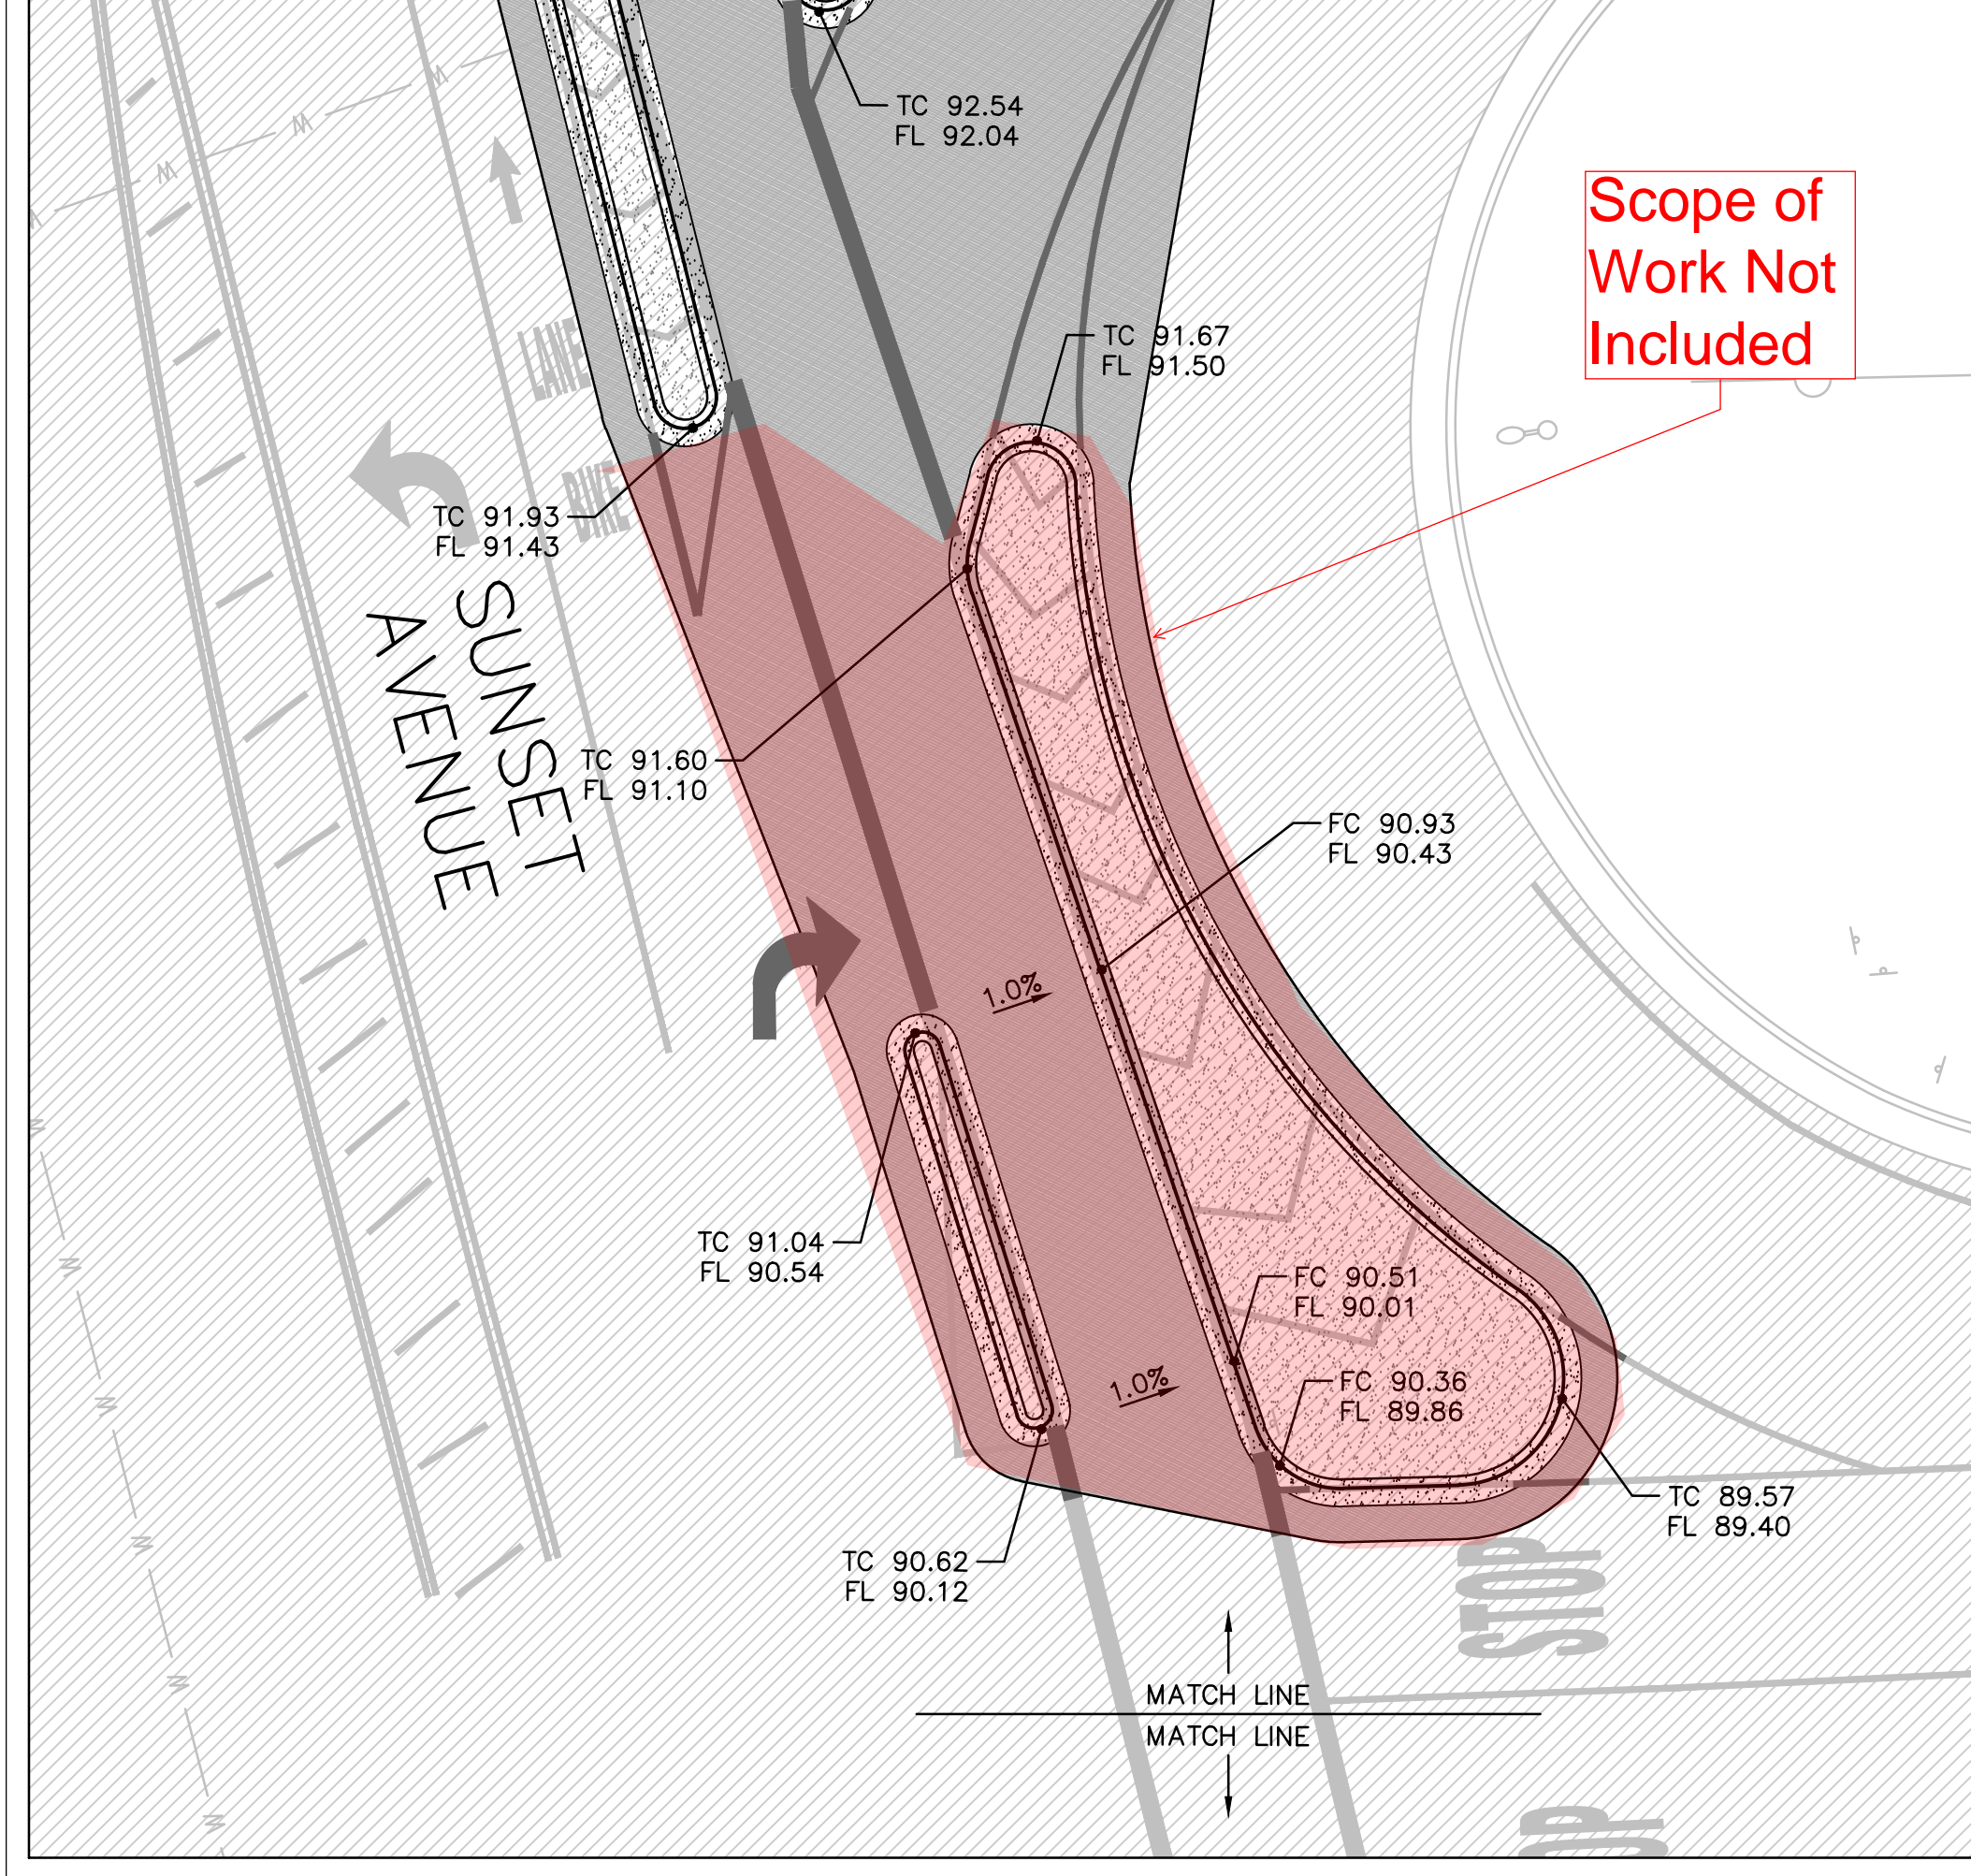 TC 92.54
FL 92.04
Scope of
Work Not
Included
LANE
BIKE
TC 91.67
FL 91.50
TC 91.93
FL 91.43
SUNSET
AVENUE
TC 91.60
FL 91.10
FC 90.93
FL 90.43
1.0%
TC 91.04
FL 90.54
FC 90.51
FL 90.01
1.0%
FC 90.36
FL 89.86
TC 89.57
FL 89.40
TC 90.62
FL 90.12
STOP
MATCH LINE
MATCH LINE
W
W
W
W
W
W
W
W
W
W
W
W